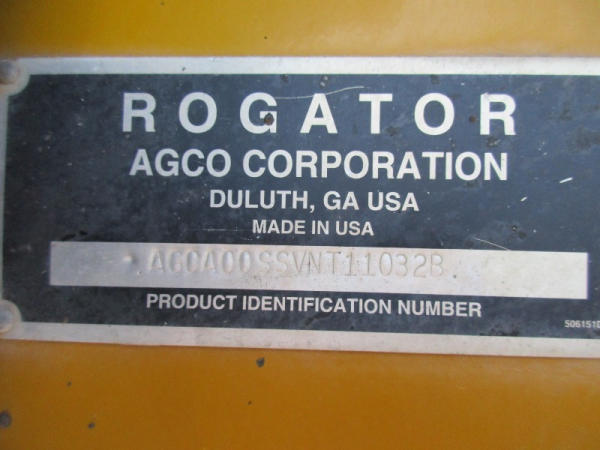 ROGATOR
AGCO CORPORATION
DULUTH, GA USA
MADE IN USA
AGCA00SSVNT11032B
PRODUCT IDENTIFICATION NUMBER